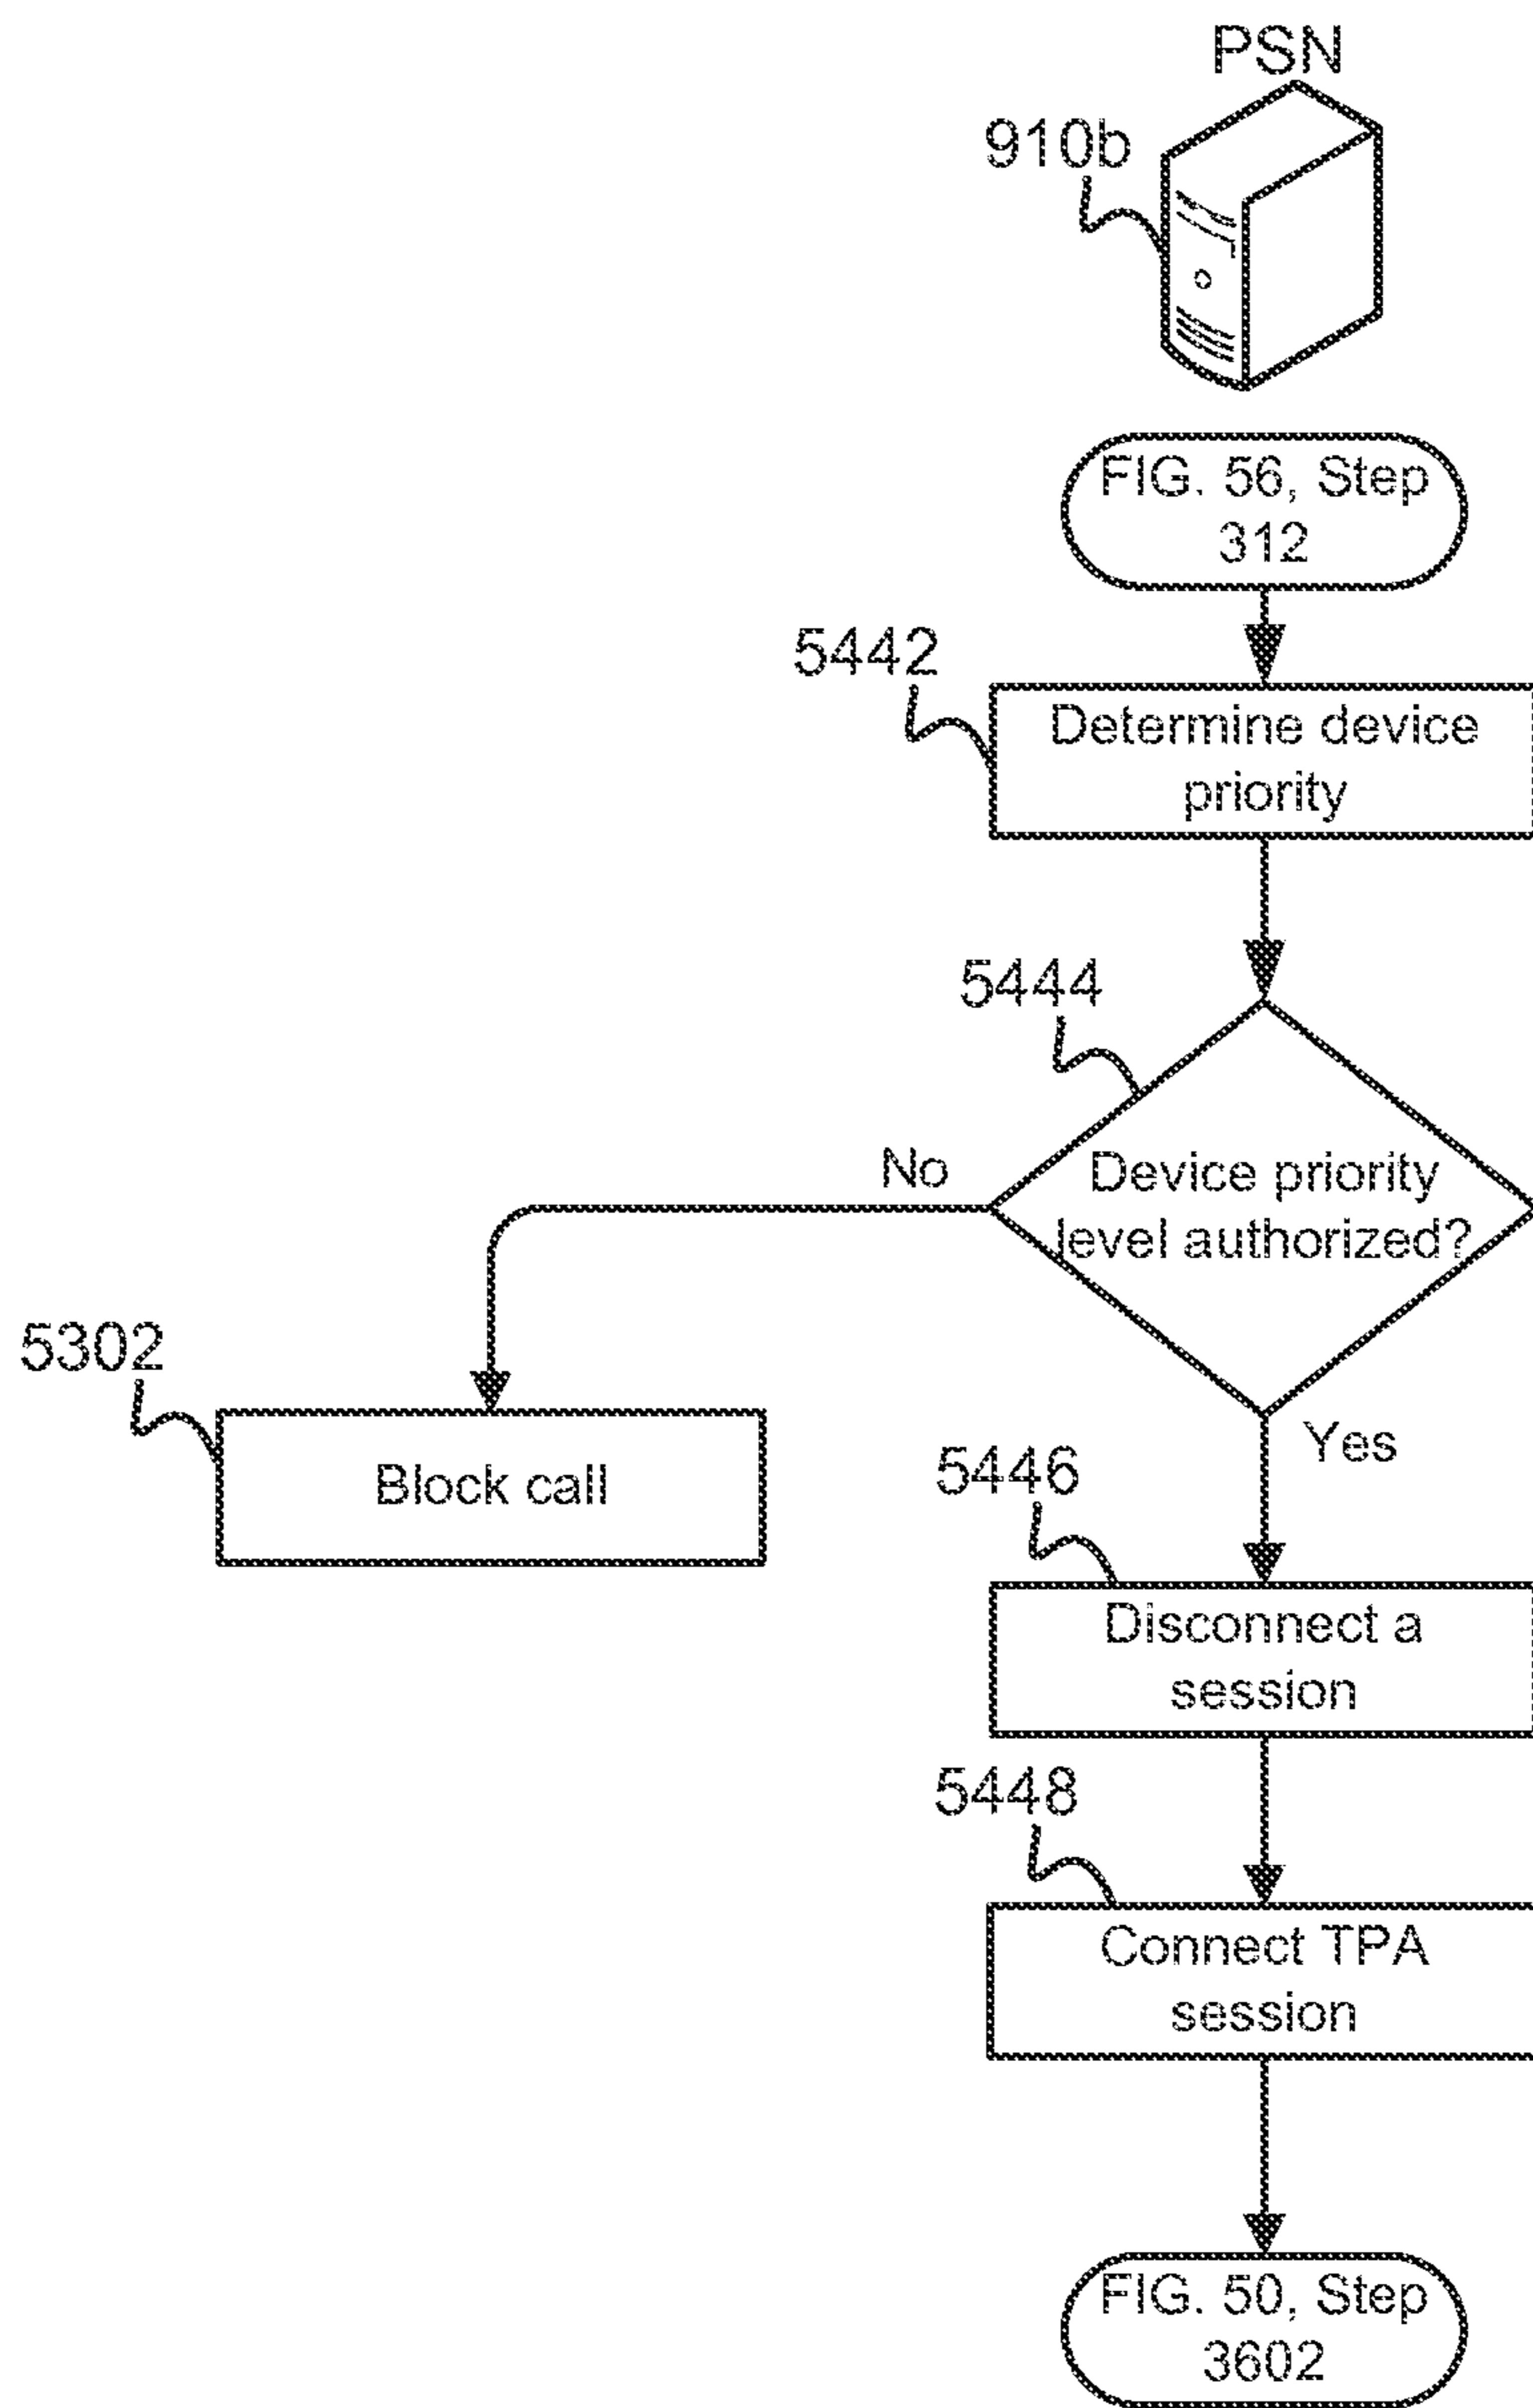 PSN
910b
FIG. 56, Step
312
5442
Determine device
priority
5444
No
Device priority
level authorized?
5302
Block call
Yes
5446
Disconnect a
session
5448
Connect TPA
session
FIG. 50, Step
3602